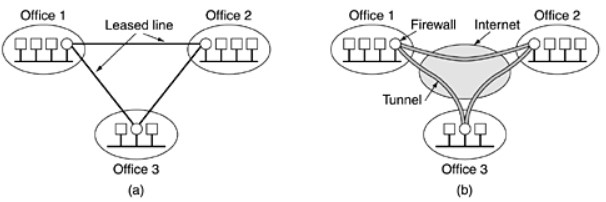 Office 1
Leased line
Office 2
Office 3
(a)
Office 1
Firewall
Internet
Office 2
Tunnel
Office 3
(b)